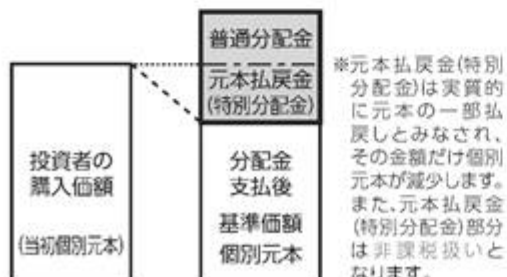 普通分配金
元本払戻金
(特別分配金)
投資者の
購入価額
(当初個別元本)
分配金
支払後
基準価額
個別元本
※元本払戻金(特別
分配金)は実質的
に元本の一部払
戻しとみなされ、
その金額だけ個別
元本が減少します。
また、元本払戻金
(特別分配金)部分
は非課税扱いと
なります。